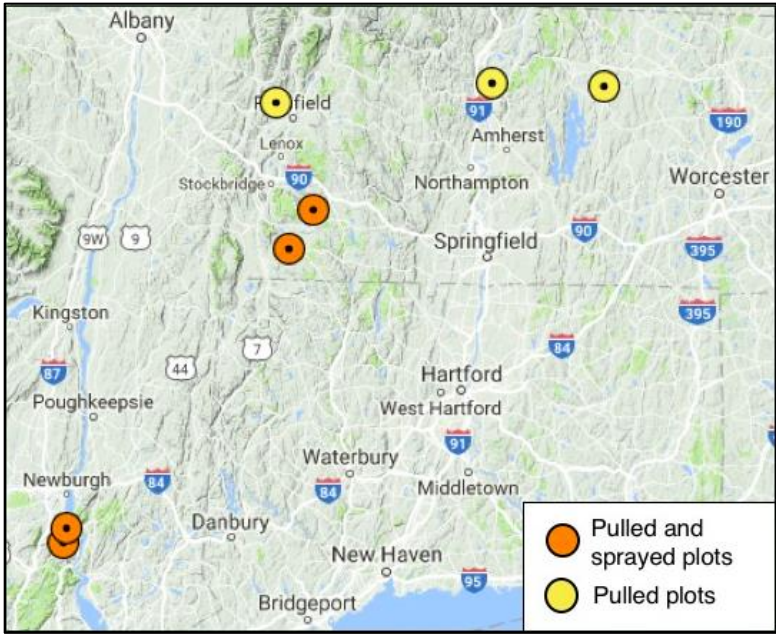 Albany
P field
91
Amherst
190
Lenox
Stockbridge
90
Northampton
Worcester
9W
9
Springfield
90
395
Kingston
395
7
84
87
44
Hartford
Poughkeepsie
West Hartford
91
Waterbury
Newburgh
84
84
Middletown
Danbury
New Haven
95
Bridgeport
Pulled and
sprayed plots
Pulled plots